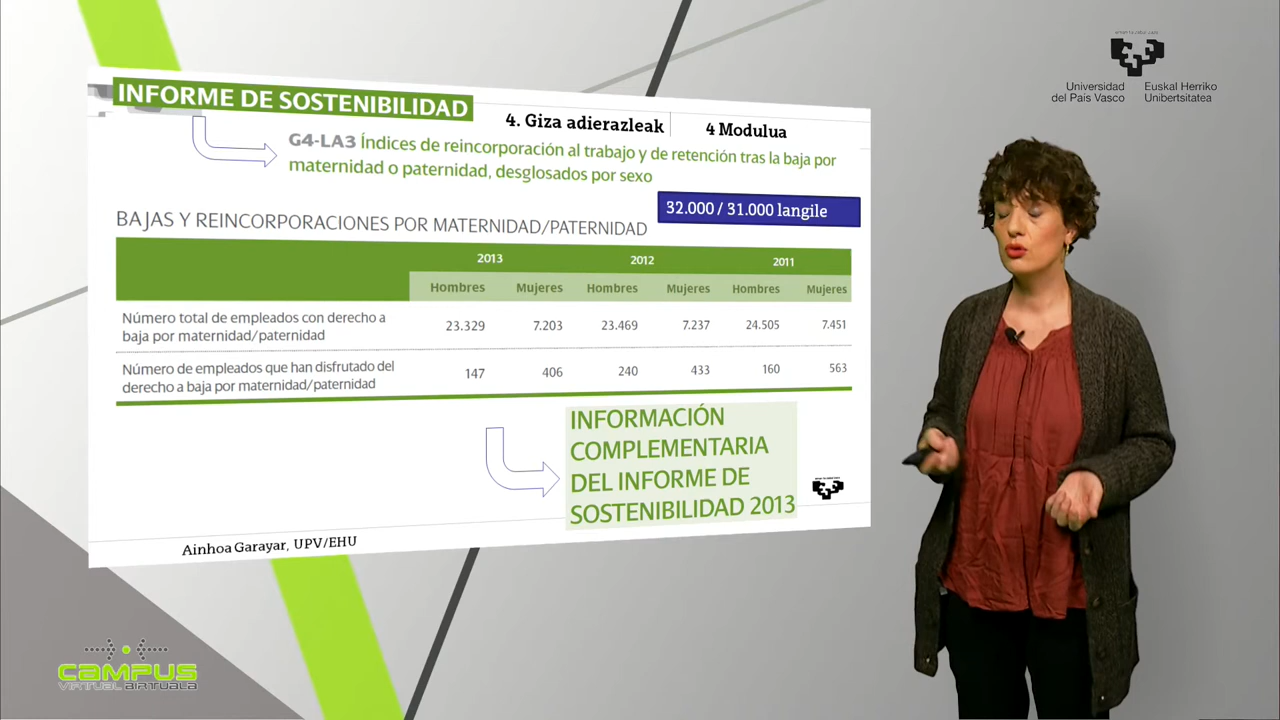 Universidad
del País Vasco
Euskal Herriko
Unibertsitatea
INFORME DE SOSTENIBILIDAD
4. Giza adierazleak
4 Modulua
G4-LA3 Índices de reincorporación al trabajo y de retención tras la baja por
maternidad o paternidad, desglosados por sexo
32.000 / 31.000 langile
BAJAS Y REINCORPORACIONES POR MATERNIDAD/PATERNIDAD
2013 2012 2011
Hombres Mujeres Hombres Mujeres Hombres Mujeres
Número total de empleados con derecho a
baja por maternidad/paternidad
23.329 7.203 23.469 7.237 24.505 7.451
Número de empleados que han disfrutado del
derecho a baja por maternidad/paternidad
147 406 240 433 160 563
INFORMACIÓN
COMPLEMENTARIA
DEL INFORME DE
SOSTENIBILIDAD 2013
Ainhoa Garayar, UPV/EHU
CAMPUS
VIRTUAL BIRTUALA